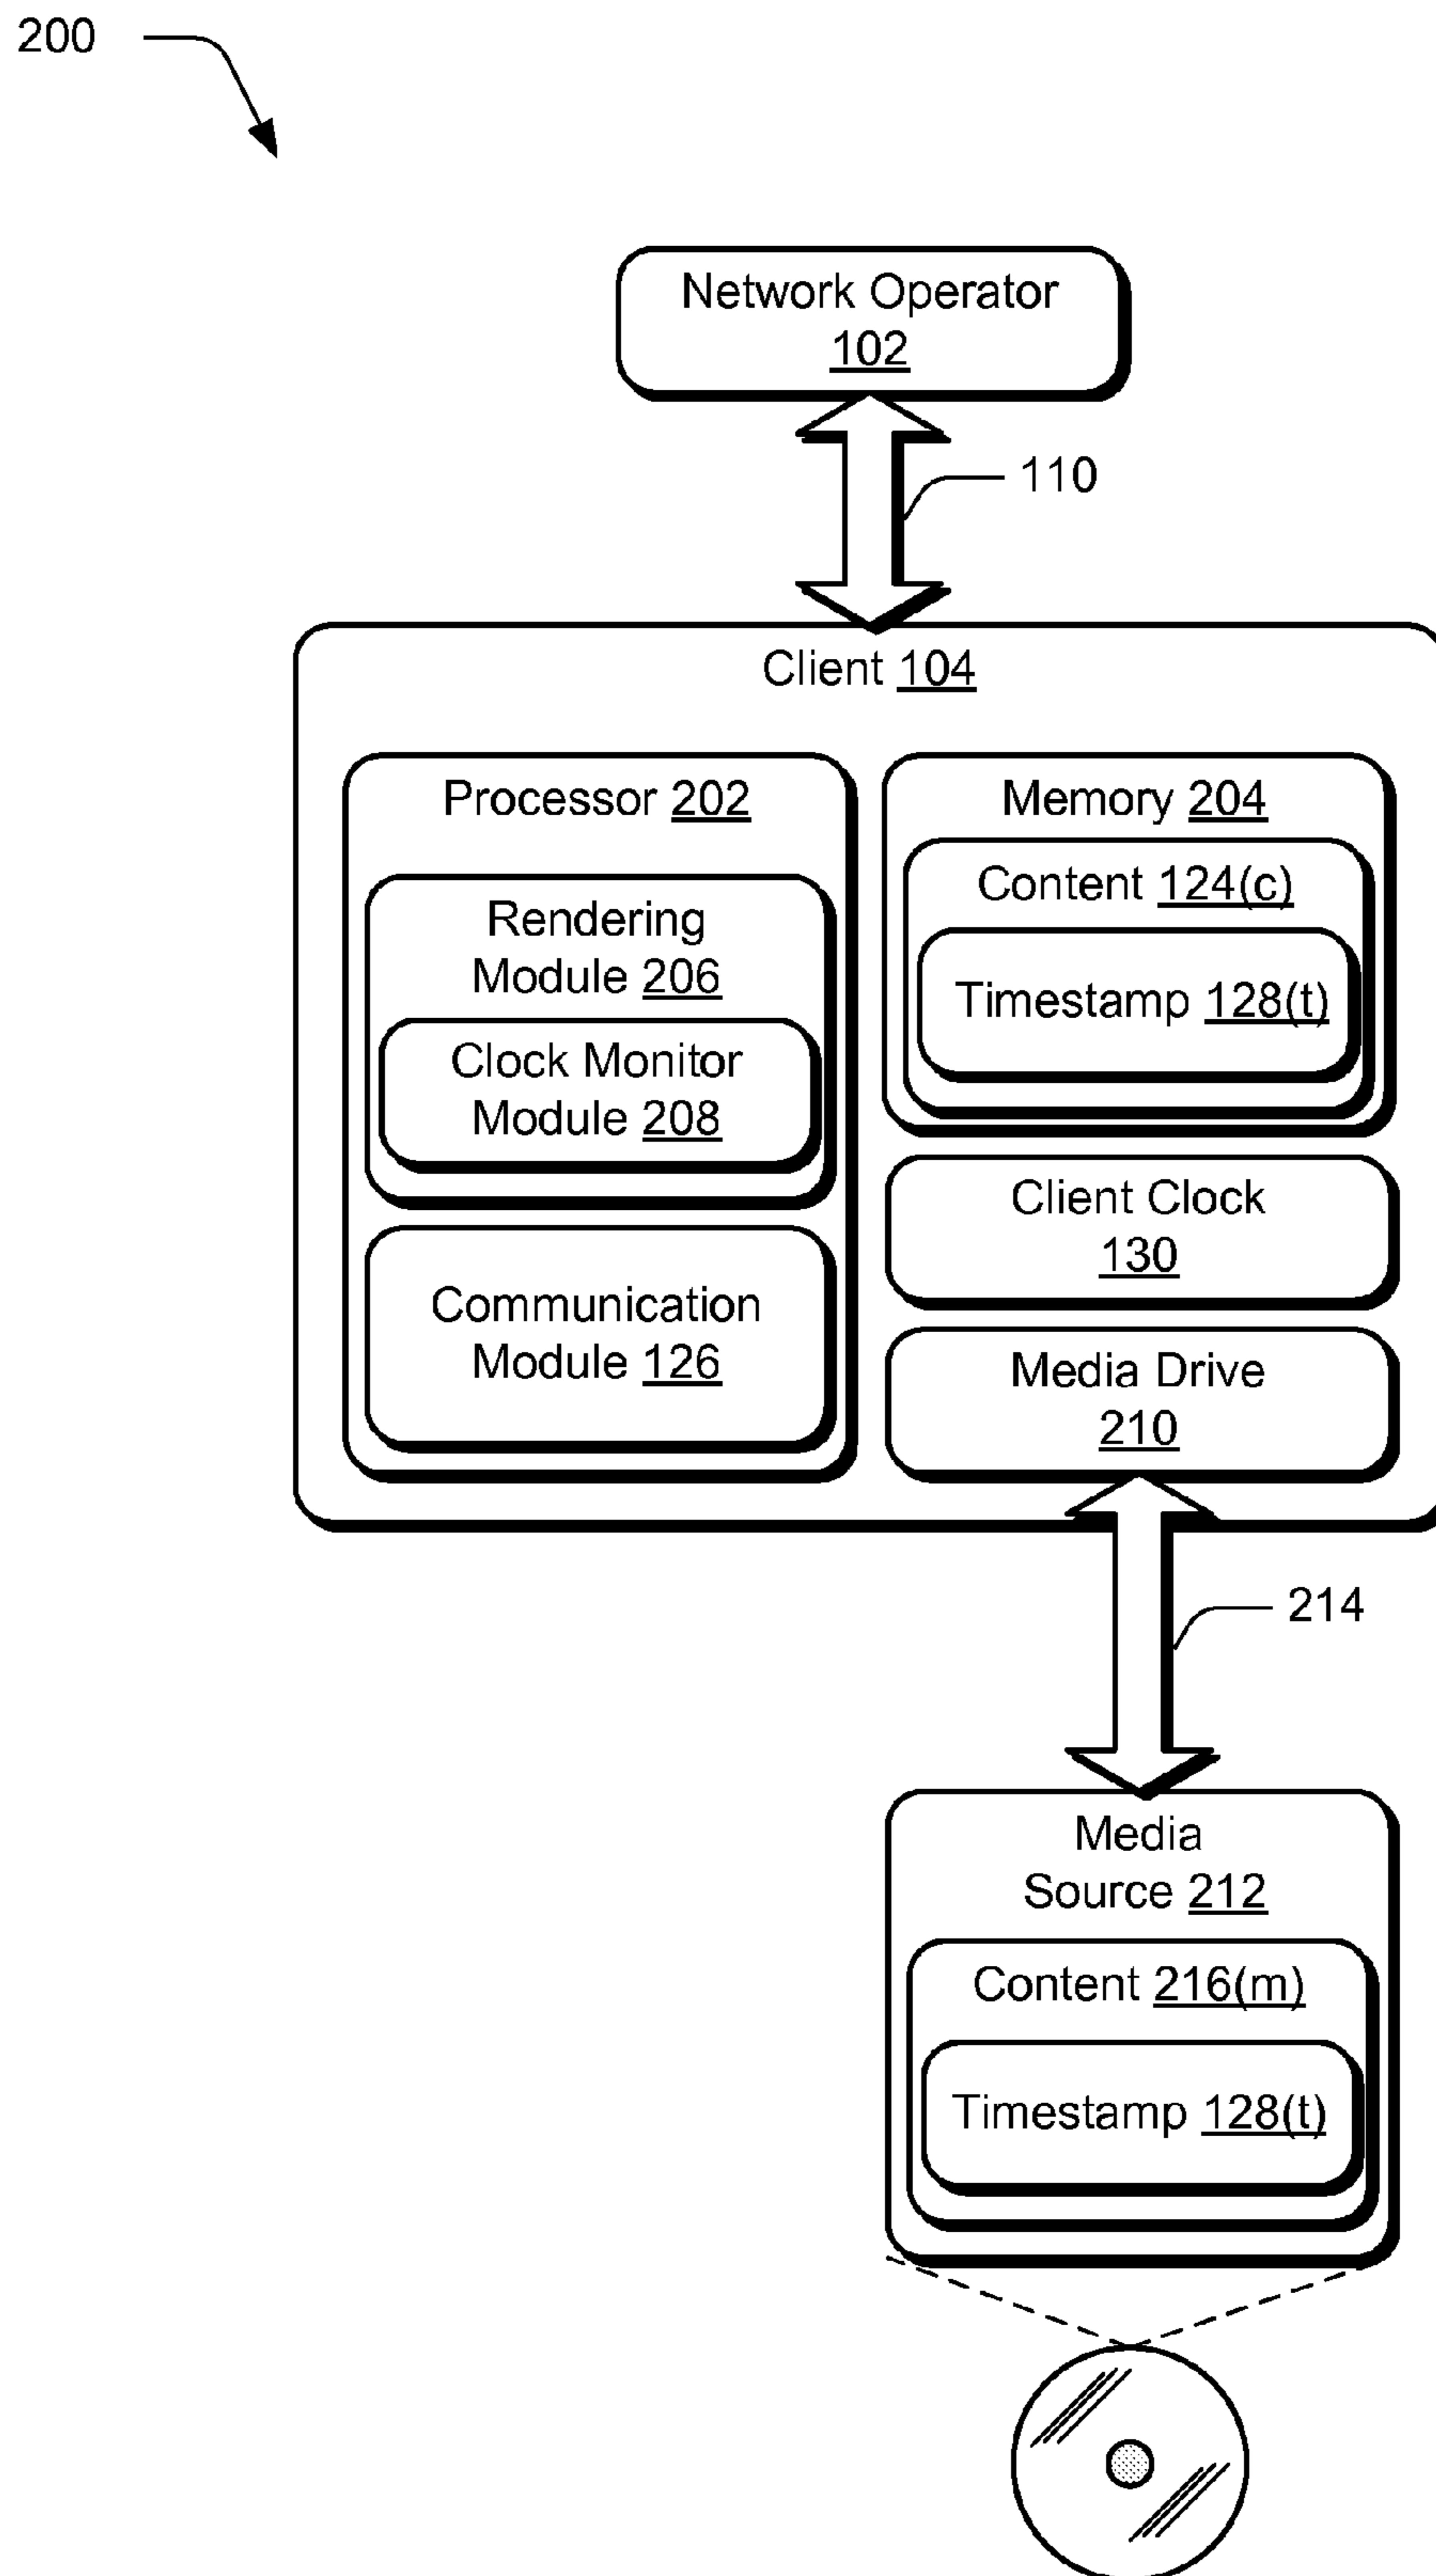 200
Network Operator
102
110
Client 104
Processor 202
Rendering
Module 206
Clock Monitor
Module 208
Communication
Module 126
Memory 204
Content 124(c)
Timestamp 128(t)
Client Clock
130
Media Drive
210
214
Media
Source 212
Content 216(m)
Timestamp 128(t)